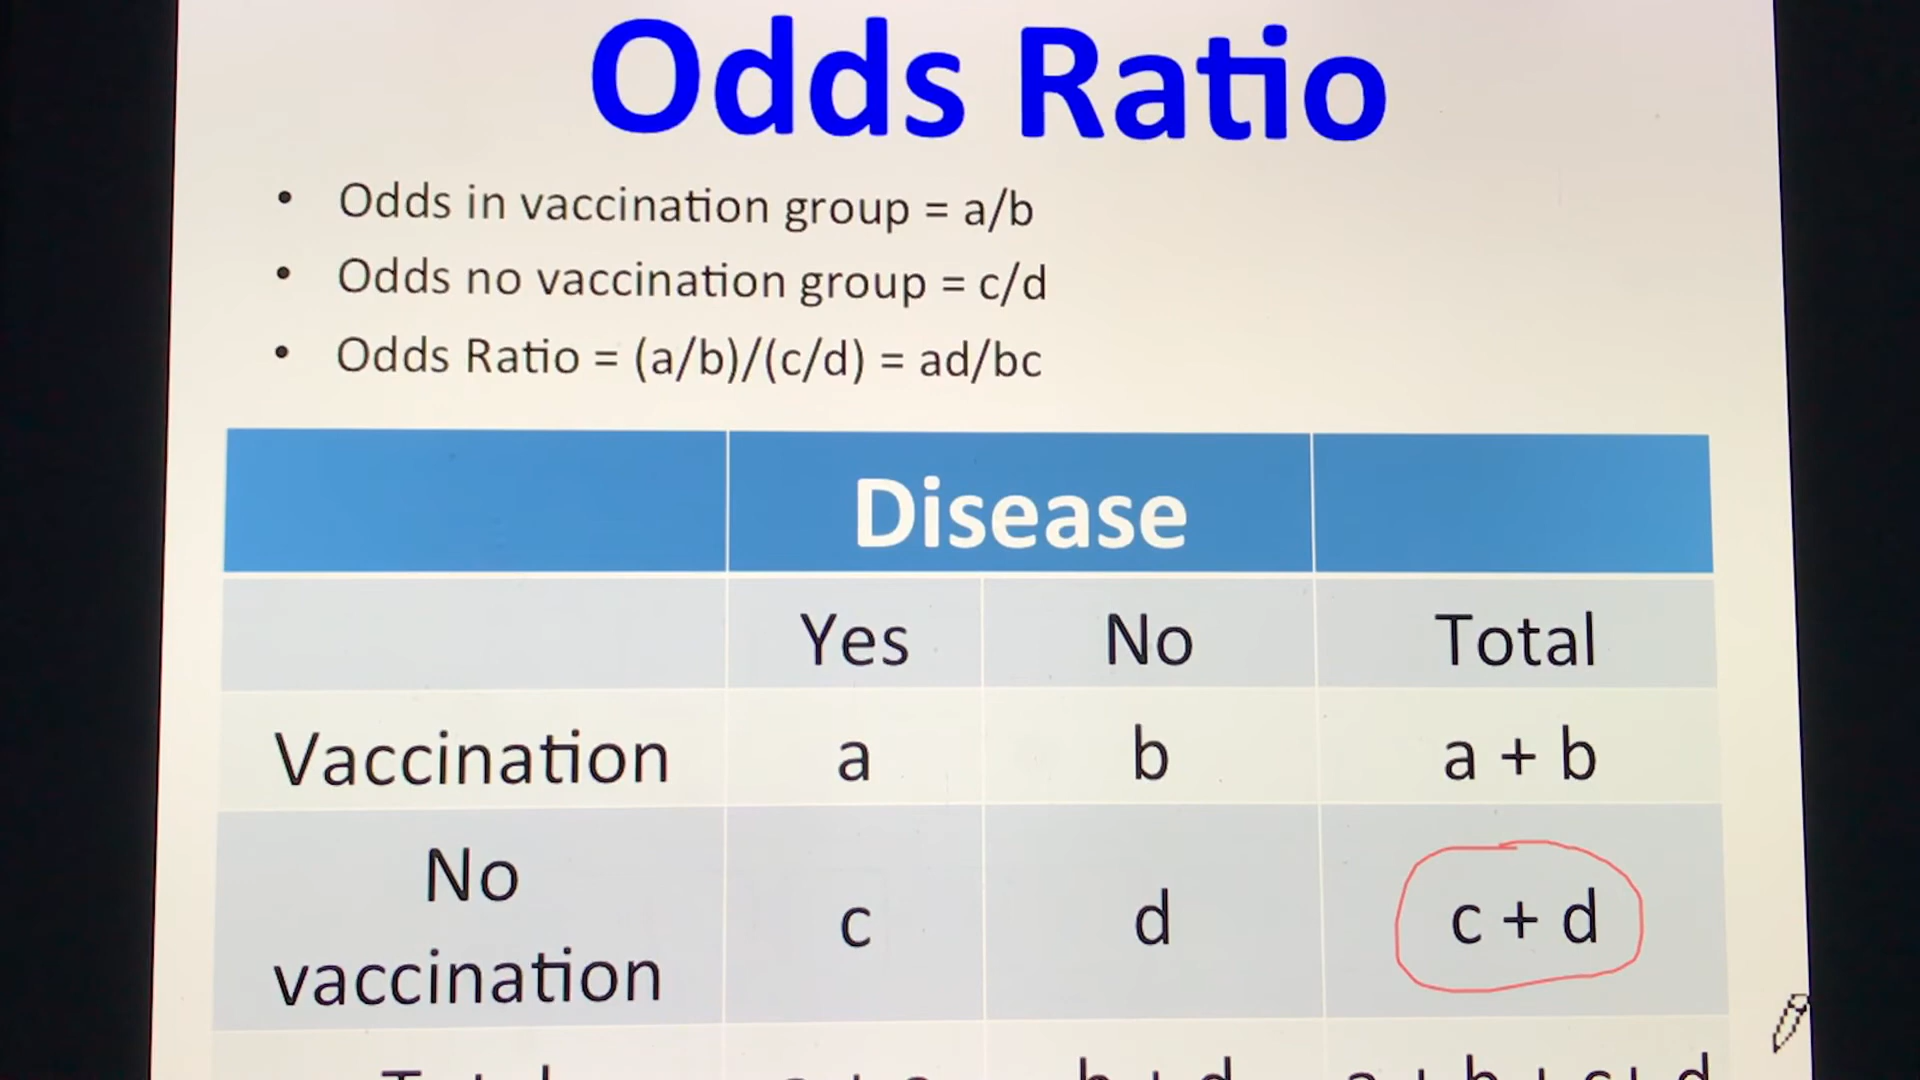 Odds Ratio
• Odds in vaccination group = a/b
• Odds no vaccination group = c/d
• Odds Ratio = (a/b)/(c/d) = ad/bc
Disease
Yes No Total
Vaccination a b a + b
No
vaccination c d c + d